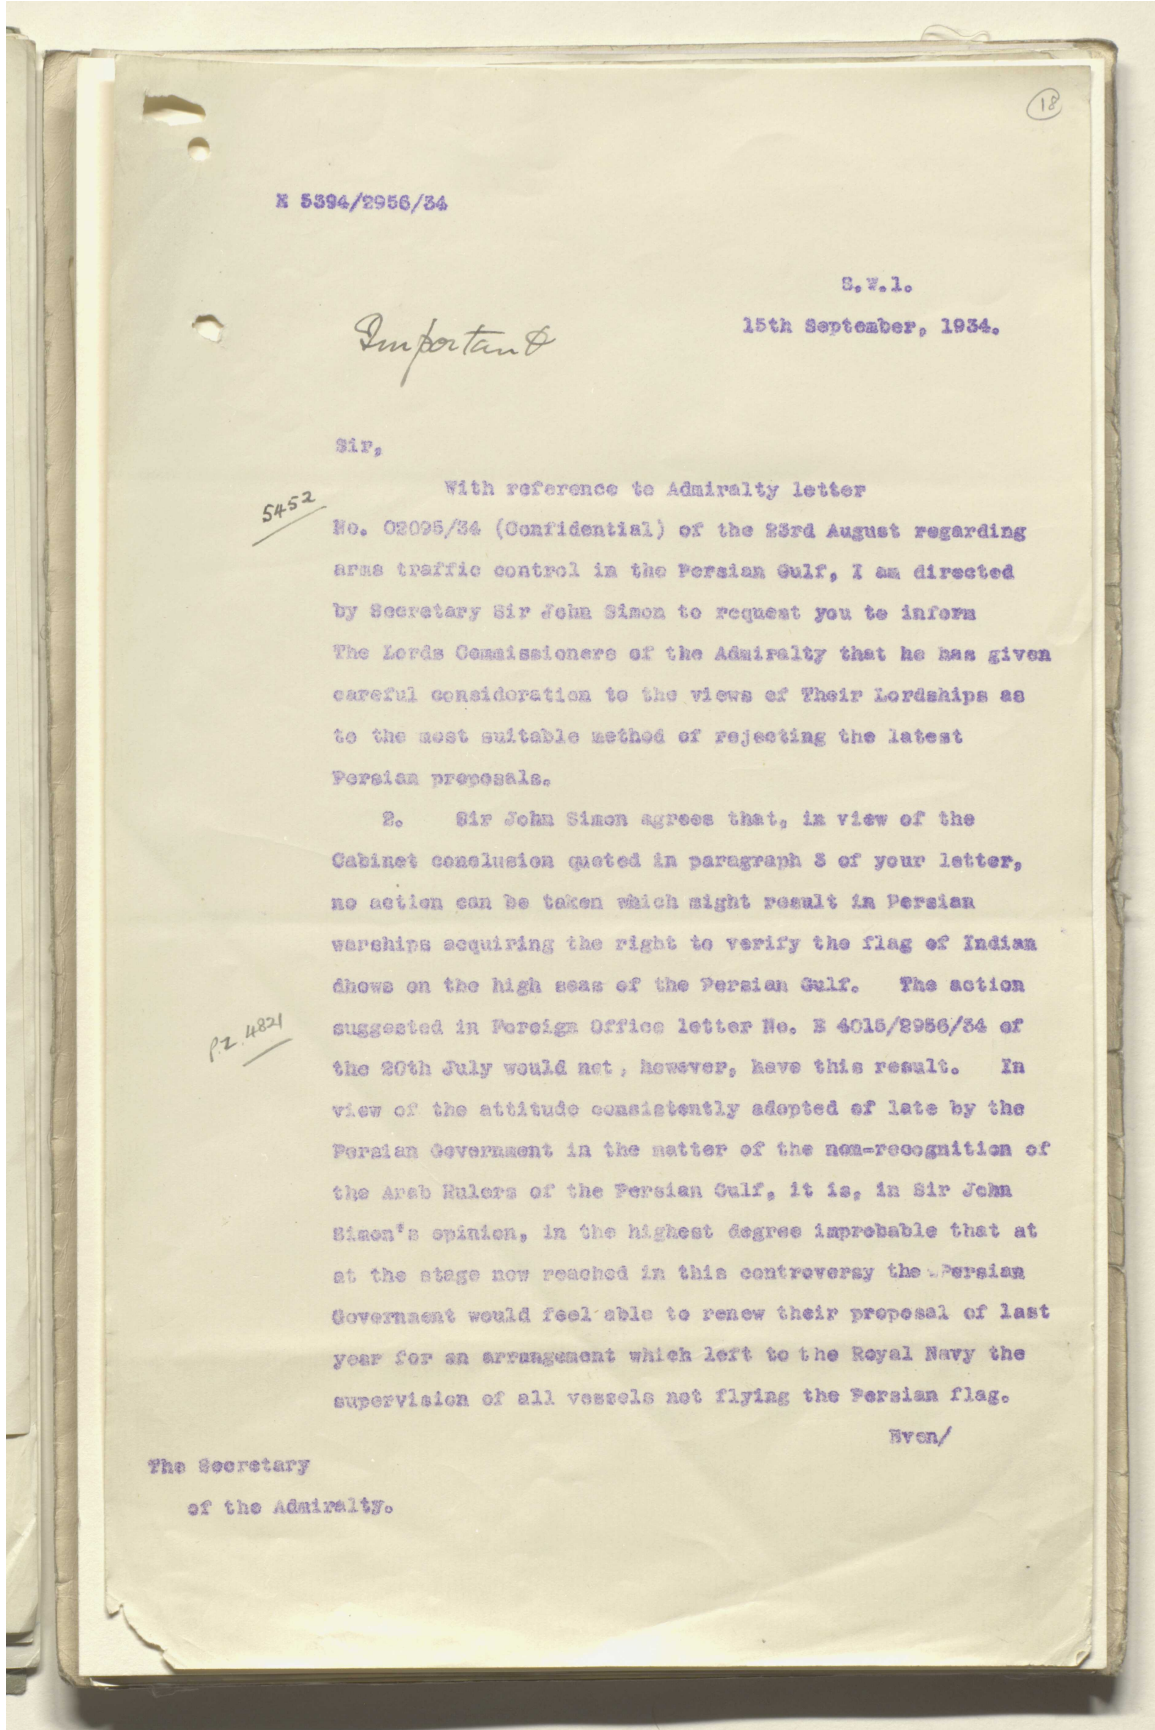 18
E 5394/2956/34
S.W.1.
15th September, 1934.
Important
Sir,
With reference to Admiralty letter
5452
No. 02095/34 (Confidential) of the 23rd August regarding
arms traffic control in the Persian Gulf, I am directed
by Secretary Sir John Simon to request you to inform
The Lords Commissioners of the Admiralty that he has given
careful consideration to the views of Their Lordships as
to the most suitable method of rejecting the latest
Persian proposals.
2. Sir John Simon agrees that, in view of the
Cabinet conclusion quoted in paragraph 3 of your letter,
no action can be taken which might result in Persian
warships acquiring the right to verify the flag of Indian
dhows on the high seas of the Persian Gulf. The action
P.Z. 4821
suggested in Foreign Office letter No. E 4015/2956/34 of
the 20th July would not, however, have this result. In
view of the attitude consistently adopted of late by the
Persian Government in the matter of the non-recognition of
the Arab Rulers of the Persian Gulf, it is, in Sir John
Simon's opinion, in the highest degree improbable that at
at the stage now reached in this controversy the Persian
Government would feel able to renew their proposal of last
year for an arrangement which left to the Royal Navy the
supervision of all vessels not flying the Persian flag.
Even/
The Secretary
of the Admiralty.